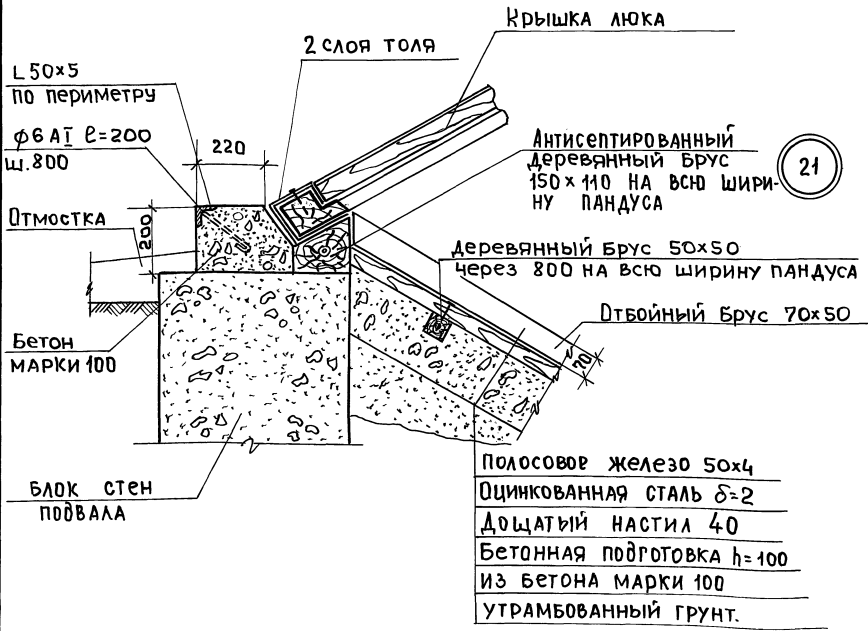 Крышка люка
2 слоя толя
L 50×5
по периметру
φ6 AI ℓ=200
ш.800
220
Антисептированный
деревянный брус
150×110 на всю шири-
ну пандуса
21
Отмостка
200
деревянный брус 50×50
через 800 на всю ширину пандуса
Отбойный брус 70×50
70
Бетон
марки 100
Блок стен
подвала
Полосовое железо 50×4
Оцинкованная сталь δ=2
Дощатый настил 40
Бетонная подготовка h=100
из бетона марки 100
утрамбованный грунт.